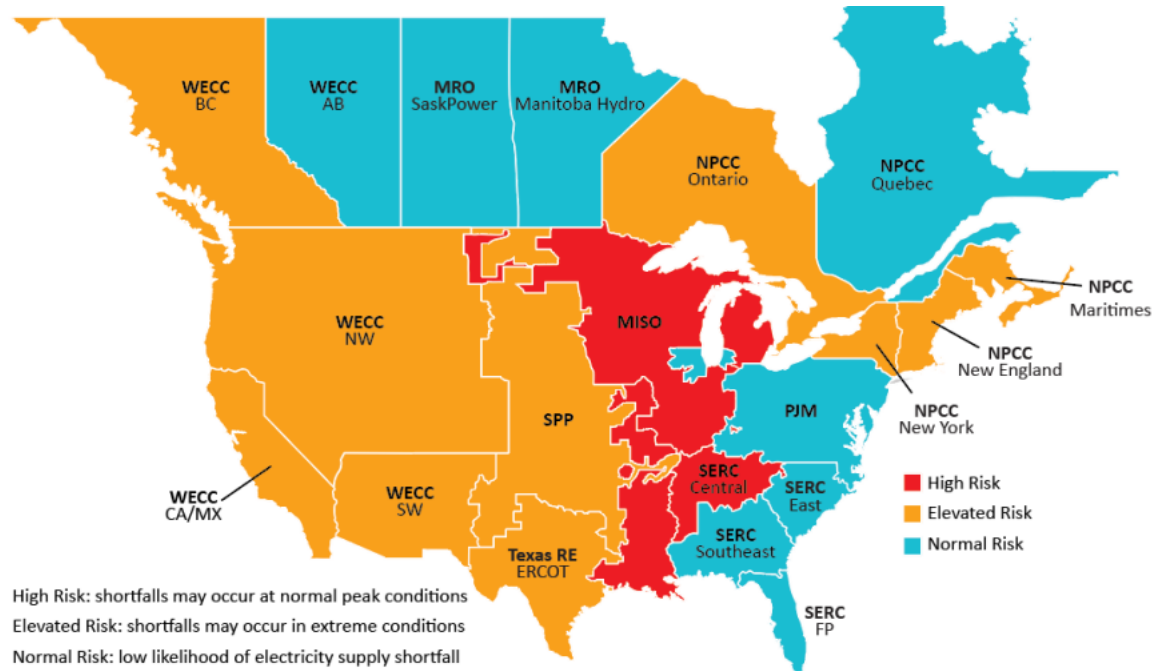 WECC
BC
WECC
AB
MRO
SaskPower
MRO
Manitoba Hydro
NPCC
Ontario
NPCC
Quebec
NPCC
Maritimes
WECC
NW
MISO
NPCC
New England
SPP
PJM
NPCC
New York
WECC
CA/MX
WECC
SW
SERC
Central
SERC
East
SERC
Southeast
Texas RE
ERCOT
SERC
FP
High Risk
Elevated Risk
Normal Risk
High Risk: shortfalls may occur at normal peak conditions
Elevated Risk: shortfalls may occur in extreme conditions
Normal Risk: low likelihood of electricity supply shortfall